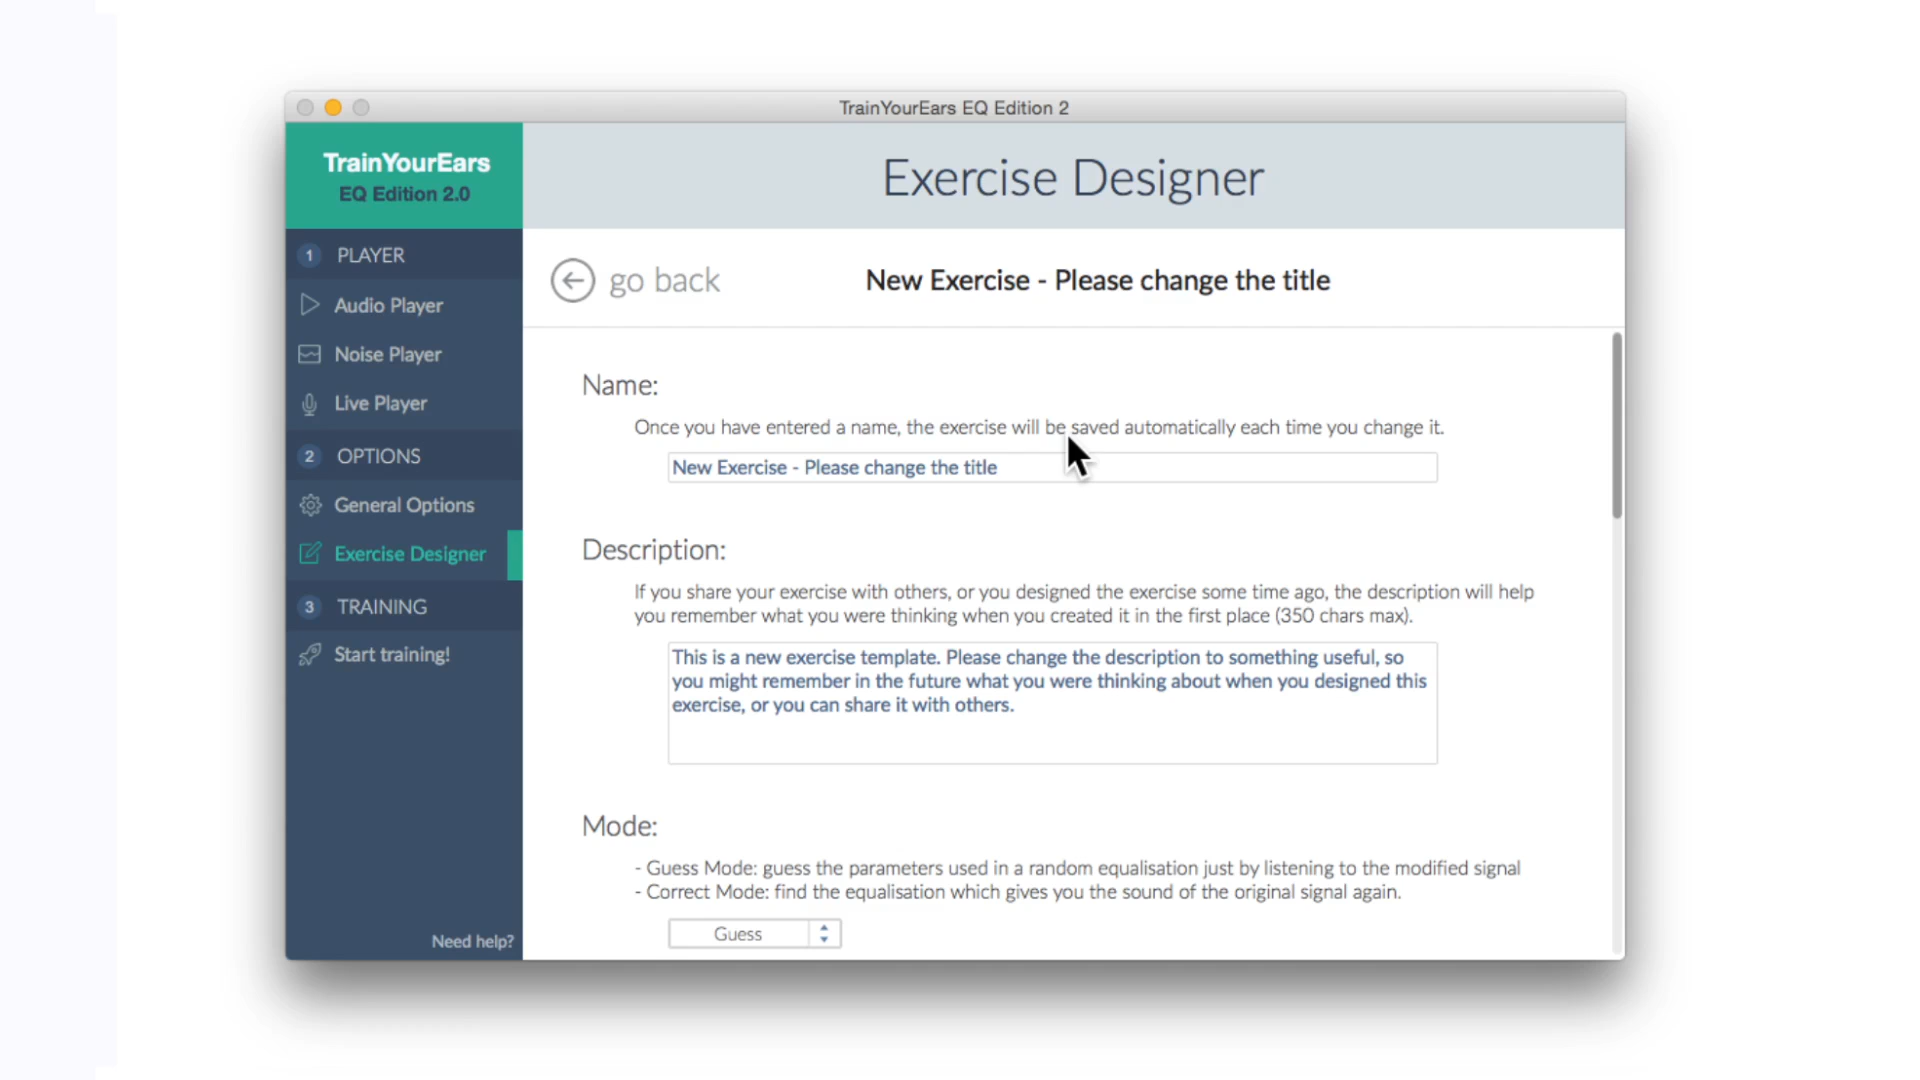 TrainYourEars EQ Edition 2
TrainYourEars
EQ Edition 2.0
1 PLAYER
Audio Player
Noise Player
Live Player
2 OPTIONS
General Options
Exercise Designer
3 TRAINING
Start training!
Need help?
Exercise Designer
go back
New Exercise - Please change the title
Name:
Once you have entered a name, the exercise will be saved automatically each time you change it.
New Exercise - Please change the title
Description:
If you share your exercise with others, or you designed the exercise some time ago, the description will help
you remember what you were thinking when you created it in the first place (350 chars max).
This is a new exercise template. Please change the description to something useful, so
you might remember in the future what you were thinking about when you designed this
exercise, or you can share it with others.
Mode:
- Guess Mode: guess the parameters used in a random equalisation just by listening to the modified signal
- Correct Mode: find the equalisation which gives you the sound of the original signal again.
Guess